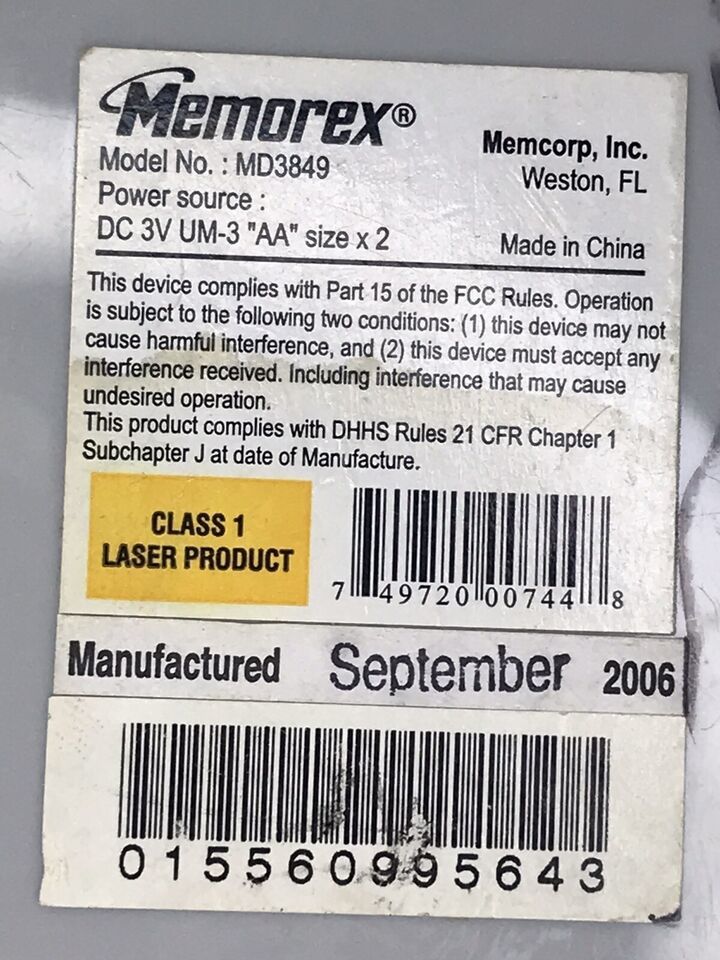 Memorex®
Memcorp, Inc.
Model No. : MD3849
Weston, FL
Power source :
DC 3V UM-3 "AA" size x 2
Made in China
This device complies with Part 15 of the FCC Rules. Operation
is subject to the following two conditions: (1) this device may not
cause harmful interference, and (2) this device must accept any
interference received. Including interference that may cause
undesired operation.
This product complies with DHHS Rules 21 CFR Chapter 1
Subchapter J at date of Manufacture.
CLASS 1
LASER PRODUCT
7 49720 00744 8
Manufactured September 2006
015560995643